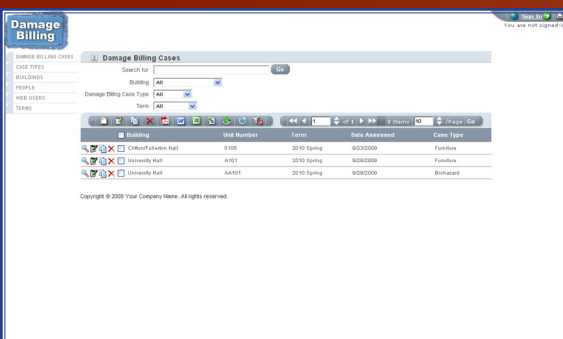 Damage
Billing
Sign In
You are not signed-i
DAMAGE BILLING CASES
CASE TYPES
BUILDINGS
PEOPLE
WEB USERS
TERMS
Damage Billing Cases
Search for Go
Building All
Damage Billing Case Type All
Term All
1 of 1 3 Items 10 /Page Go
Building Unit Number Term Date Assessed Case Type
Clifton/Fallerton Hall 0105 2010 Spring 9/23/2009 Furniture
University Hall A101 2010 Spring 9/29/2009 Furniture
University Hall AA101 2010 Spring 9/29/2009 Biohazard
Copyright © 2009 Your Company Name. All rights reserved.